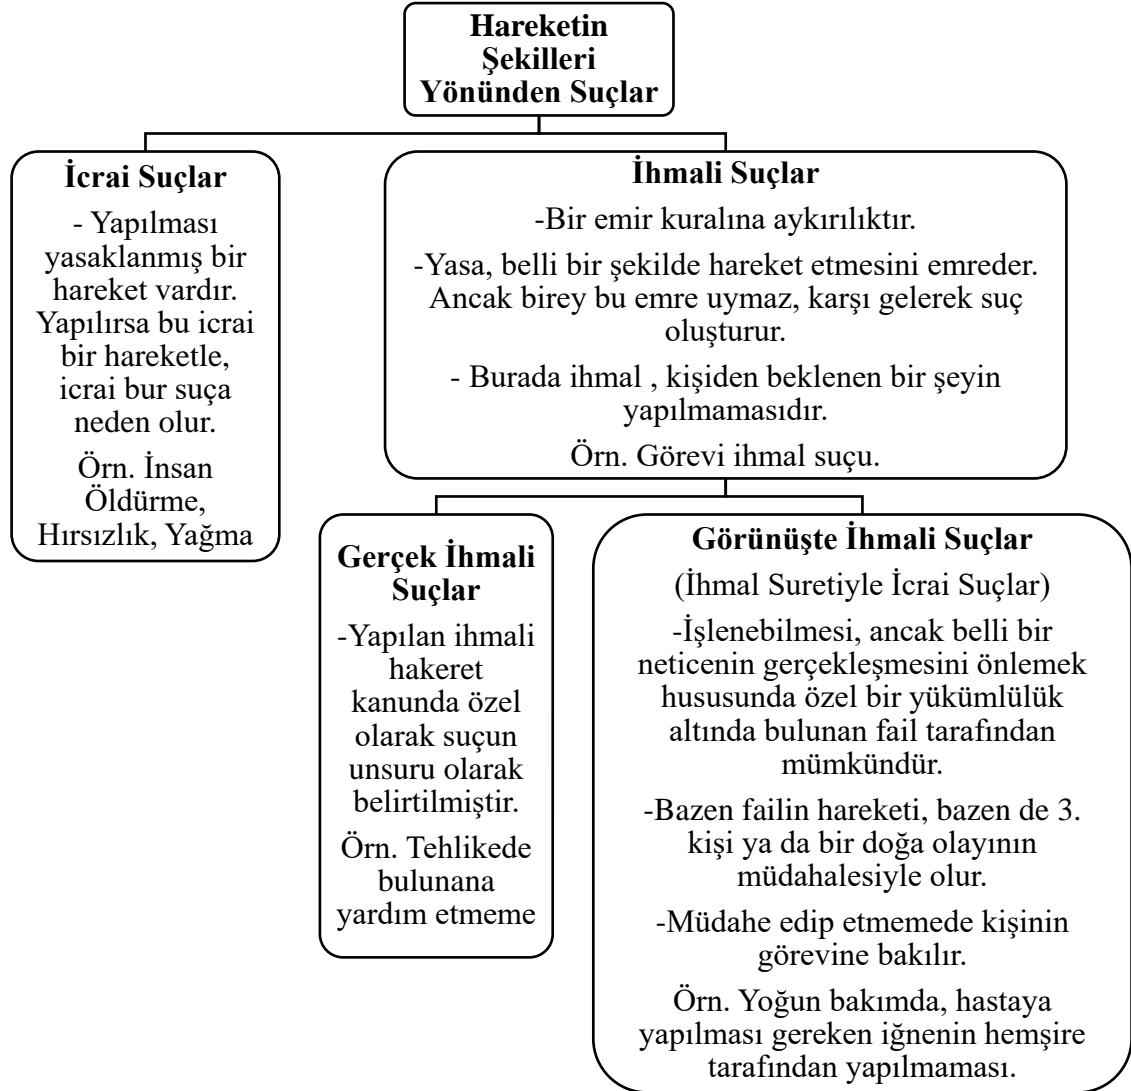 Hareketin
Şekilleri
Yönünden Suçlar
İcrai Suçlar
- Yapılması
yasaklanmış bir
hareket vardır.
Yapılırsa bu icrai
bir hareketle,
icrai bur suça
neden olur.
Örn. İnsan
Öldürme,
Hırsızlık, Yağma
İhmali Suçlar
-Bir emir kuralına aykırılıktır.
-Yasa, belli bir şekilde hareket etmesini emreder.
Ancak birey bu emre uymaz, karşı gelerek suç
oluşturur.
- Burada ihmal , kişiden beklenen bir şeyin
yapılmamasıdır.
Örn. Görevi ihmal suçu.
Gerçek İhmali
Suçlar
-Yapılan ihmali
hakeret
kanunda özel
olarak suçun
unsuru olarak
belirtilmiştir.
Örn. Tehlikede
bulunana
yardım etmeme
Görünüşte İhmali Suçlar
(İhmal Suretiyle İcrai Suçlar)
-İşlenebilmesi, ancak belli bir
neticenin gerçekleşmesini önlemek
hususunda özel bir yükümlülük
altında bulunan fail tarafından
mümkündür.
-Bazen failin hareketi, bazen de 3.
kişi ya da bir doğa olayının
müdahalesiyle olur.
-Müdahe edip etmemede kişinin
görevine bakılır.
Örn. Yoğun bakımda, hastaya
yapılması gereken iğnenin hemşire
tarafından yapılmaması.